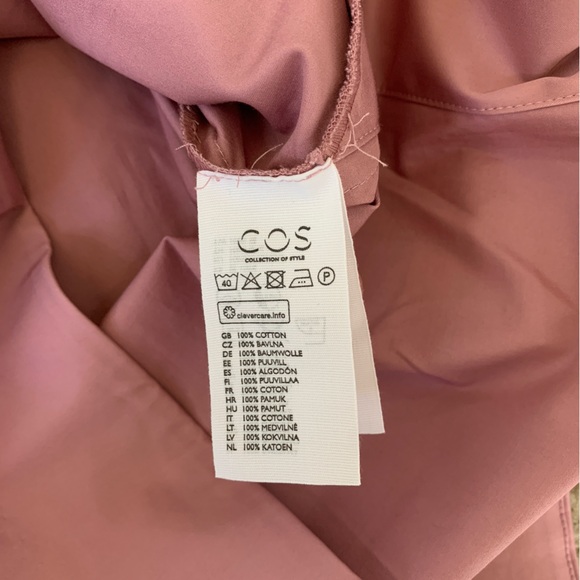 COS
COLLECTION OF STYLE
40 P
clevercare.info
GB 100% COTTON
CZ 100% BAVLNA
DE 100% BAUMWOLLE
EE 100% PUUVILL
ES 100% ALGODÓN
FI 100% PUUVILLAA
FR 100% COTON
HR 100% PAMUK
HU 100% PAMUT
IT 100% COTONE
LT 100% MEDVILNĖ
LV 100% KOKVILNA
NL 100% KATOEN